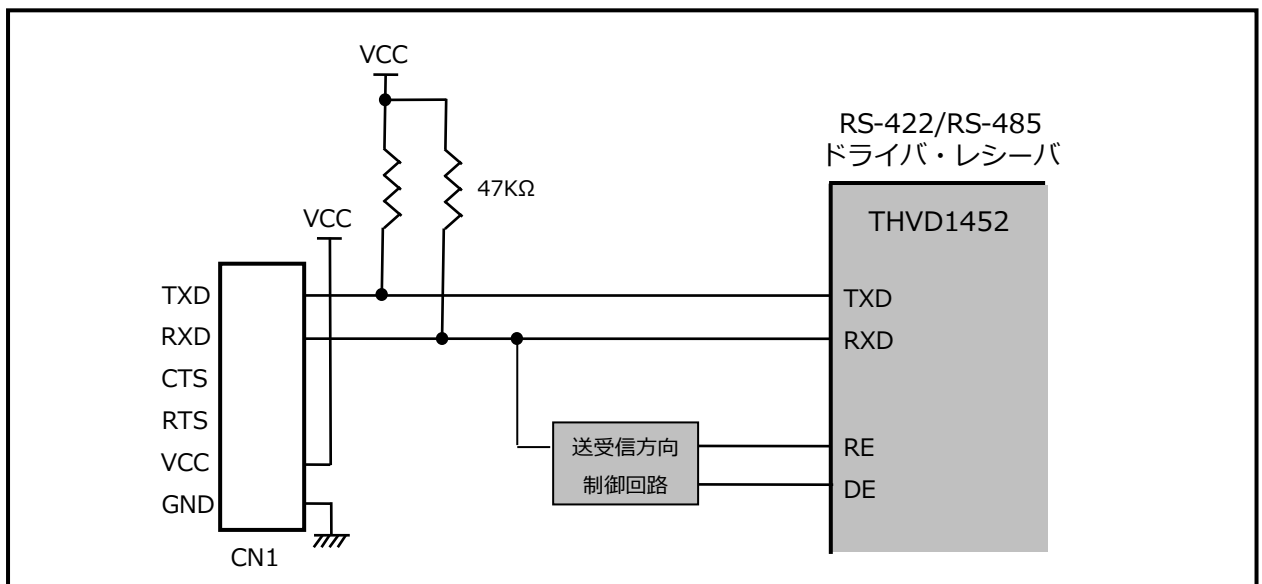 VCC
RS-422/RS-485
ドライバ・レシーバ
47KΩ
VCC
THVD1452
TXD
RXD
CTS
RTS
VCC
GND
CN1
TXD
RXD
送受信方向
制御回路
RE
DE